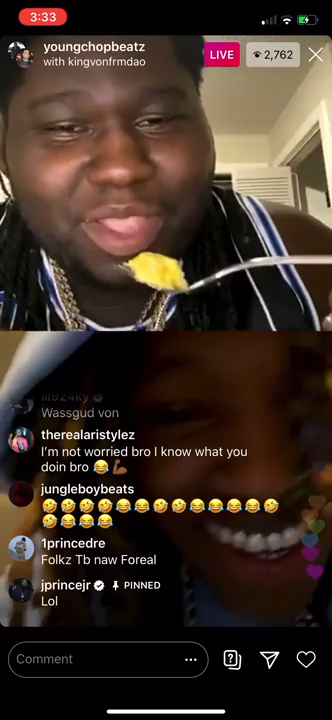 3:33
youngchopbeatz
with kingvonfrmdao
LIVE
2,762
lil924ky
Wassgud von
therealaristylez
I'm not worried bro I know what you
doin bro 😂💪🏾
jungleboybeats
🤣🤣🤣🤣😂😂🤣🤣😂😂😂😂🤣
🤣😂😂😂
1princedre
Folkz Tb naw Foreal
jprincejr PINNED
Lol
Comment